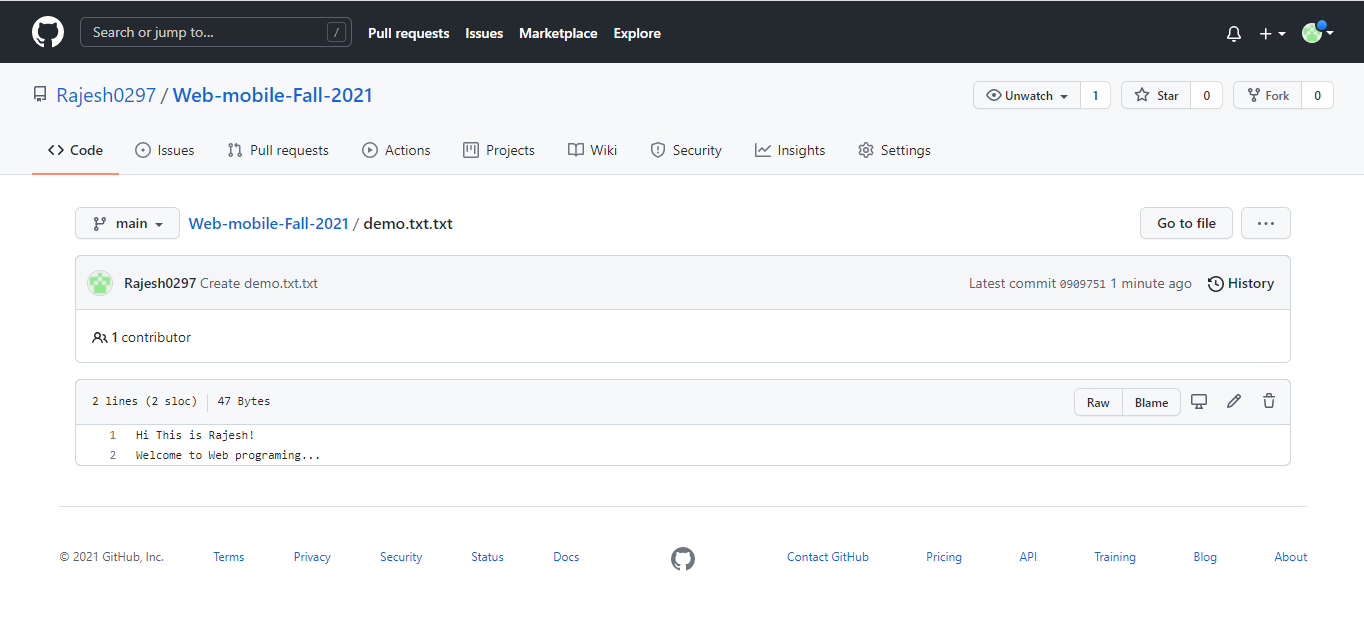 Search or jump to... /
Pull requests Issues Marketplace Explore
Rajesh0297 / Web-mobile-Fall-2021
Unwatch 1 Star 0 Fork 0
Code Issues Pull requests Actions Projects Wiki Security Insights Settings
main Web-mobile-Fall-2021 / demo.txt.txt Go to file ...
Rajesh0297 Create demo.txt.txt Latest commit 0909751 1 minute ago History
1 contributor
2 lines (2 sloc) 47 Bytes Raw Blame
1 Hi This is Rajesh!
2 Welcome to Web programing...
© 2021 GitHub, Inc. Terms Privacy Security Status Docs Contact GitHub Pricing API Training Blog About